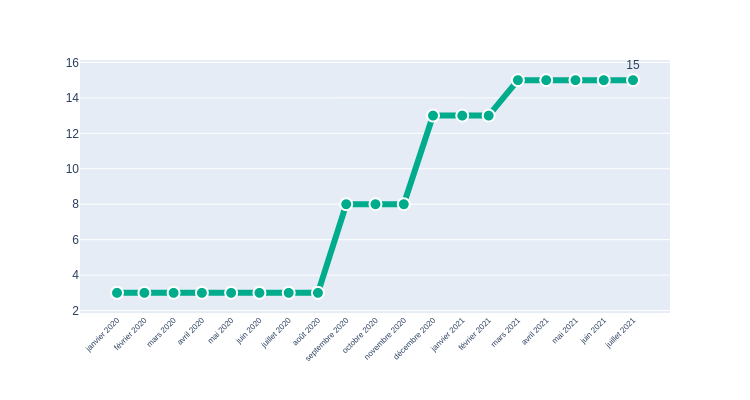 16
15
14
12
10
8
6
4
2
janvier 2020
février 2020
mars 2020
avril 2020
mai 2020
juin 2020
juillet 2020
août 2020
septembre 2020
octobre 2020
novembre 2020
décembre 2020
janvier 2021
février 2021
mars 2021
avril 2021
mai 2021
juin 2021
juillet 2021